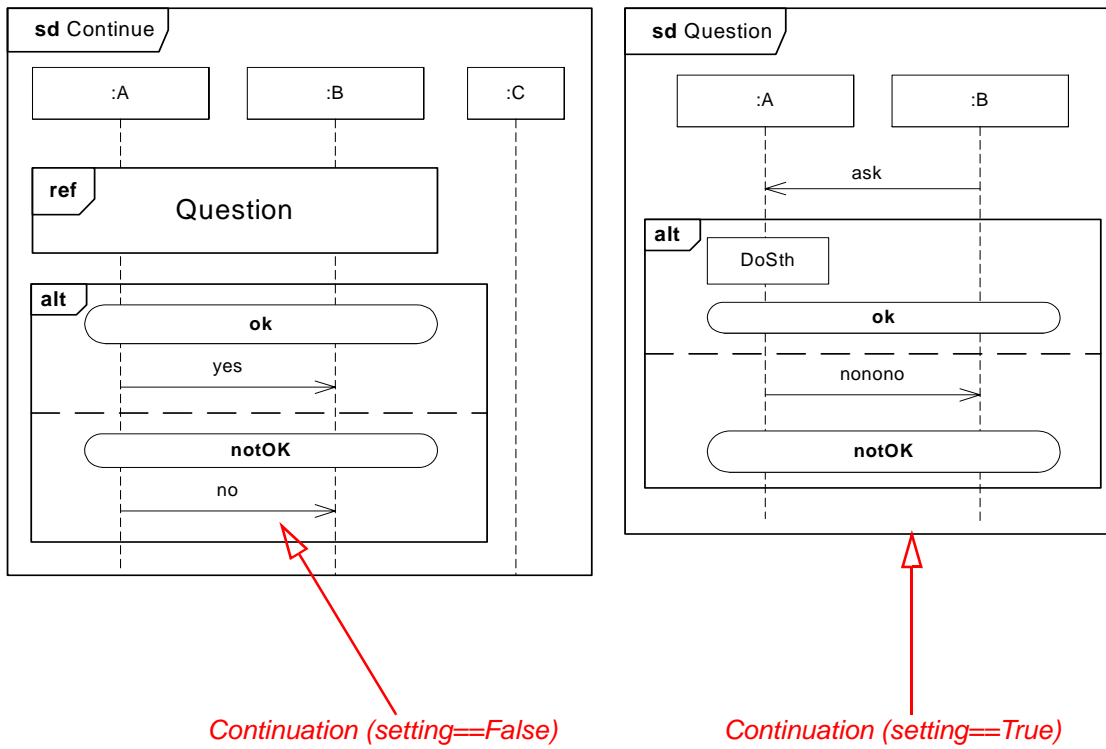 sd Continue
:A
:B
:C
ref
Question
alt
ok
yes
notOK
no
Continuation (setting==False)
sd Question
:A
:B
ask
alt
DoSth
ok
nonono
notOK
Continuation (setting==True)